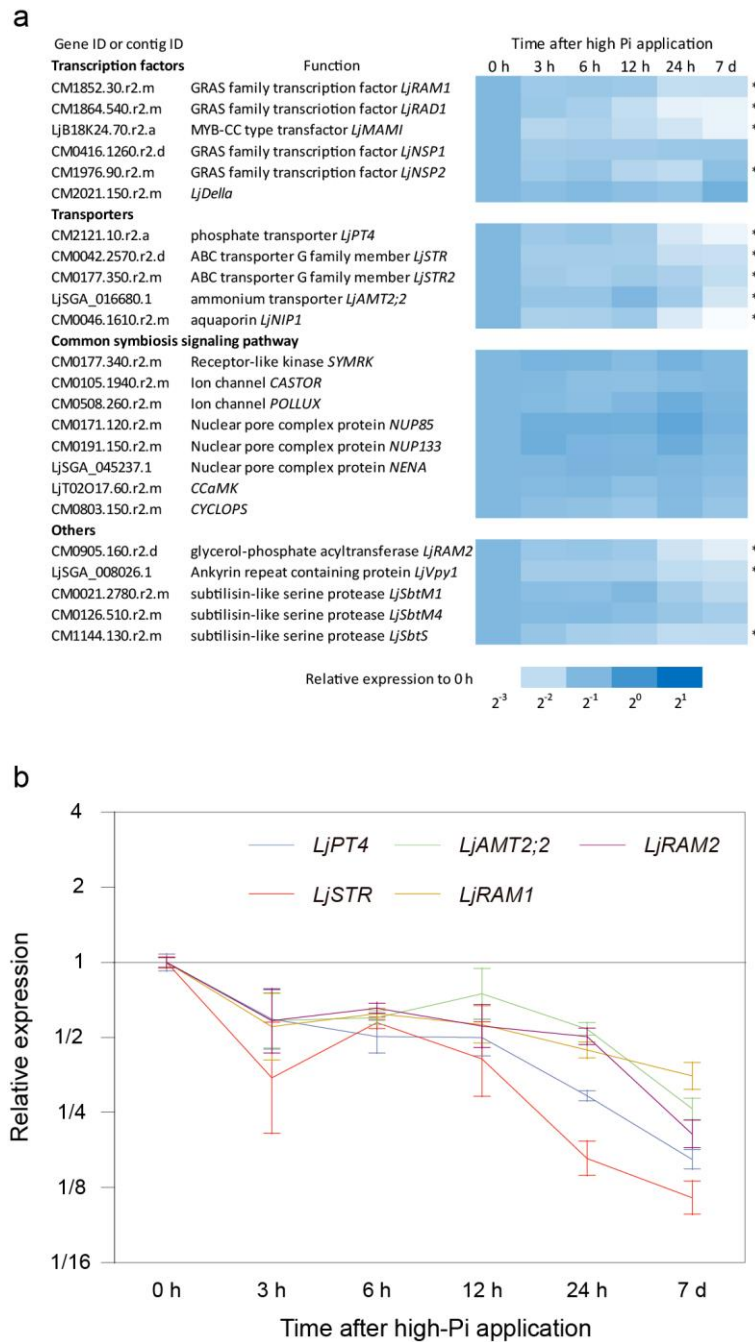 a
Gene ID or contig ID
Time after high Pi application
Transcription factors Function 0 h 3 h 6 h 12 h 24 h 7 d
CM1852.30.r2.m GRAS family transcription factor LjRAM1 *
CM1864.540.r2.m GRAS family transcription factor LjRAD1 *
LjB18K24.70.r2.a MYB-CC type transfactor LjMAMI *
CM0416.1260.r2.d GRAS family transcription factor LjNSP1
CM1976.90.r2.m GRAS family transcription factor LjNSP2 *
CM2021.150.r2.m LjDella
Transporters
CM2121.10.r2.a phosphate transporter LjPT4 *
CM0042.2570.r2.d ABC transporter G family member LjSTR *
CM0177.350.r2.m ABC transporter G family member LjSTR2 *
LjSGA_016680.1 ammonium transporter LjAMT2;2 *
CM0046.1610.r2.m aquaporin LjNIP1 *
Common symbiosis signaling pathway
CM0177.340.r2.m Receptor-like kinase SYMRK
CM0105.1940.r2.m Ion channel CASTOR
CM0508.260.r2.m Ion channel POLLUX
CM0171.120.r2.m Nuclear pore complex protein NUP85
CM0191.150.r2.m Nuclear pore complex protein NUP133
LjSGA_045237.1 Nuclear pore complex protein NENA
LjT02O17.60.r2.m CCaMK
CM0803.150.r2.m CYCLOPS
Others
CM0905.160.r2.d glycerol-phosphate acyltransferase LjRAM2 *
LjSGA_008026.1 Ankyrin repeat containing protein LjVpy1 *
CM0021.2780.r2.m subtilisin-like serine protease LjSbtM1
CM0126.510.r2.m subtilisin-like serine protease LjSbtM4
CM1144.130.r2.m subtilisin-like serine protease LjSbtS *
Relative expression to 0 h
2⁻³ 2⁻² 2⁻¹ 2⁰ 2¹
b
4
LjPT4 LjAMT2;2 LjRAM2
2
LjSTR LjRAM1
1
1/2
1/4
1/8
1/16
Relative expression
0 h 3 h 6 h 12 h 24 h 7 d
Time after high-Pi application